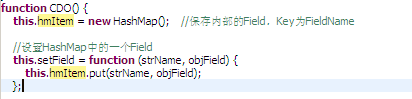 function CDO() {
this.hmItem = new HashMap();  //保存内部的Field，Key为FieldName
//设置HashMap中的一个Field
this.setField = function (strName, objField) {
this.hmItem.put(strName, objField);
};